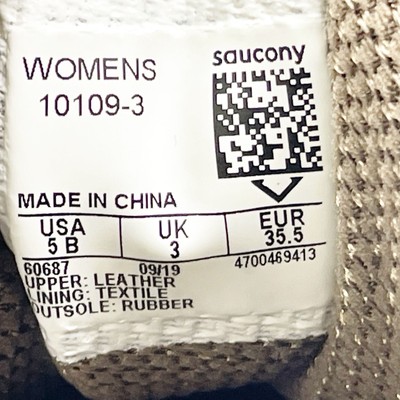 WOMENS
10109-3
saucony
MADE IN CHINA
USA UK EUR
5 B 3 35.5
60687 09/19 4700469413
UPPER: LEATHER
LINING: TEXTILE
OUTSOLE: RUBBER